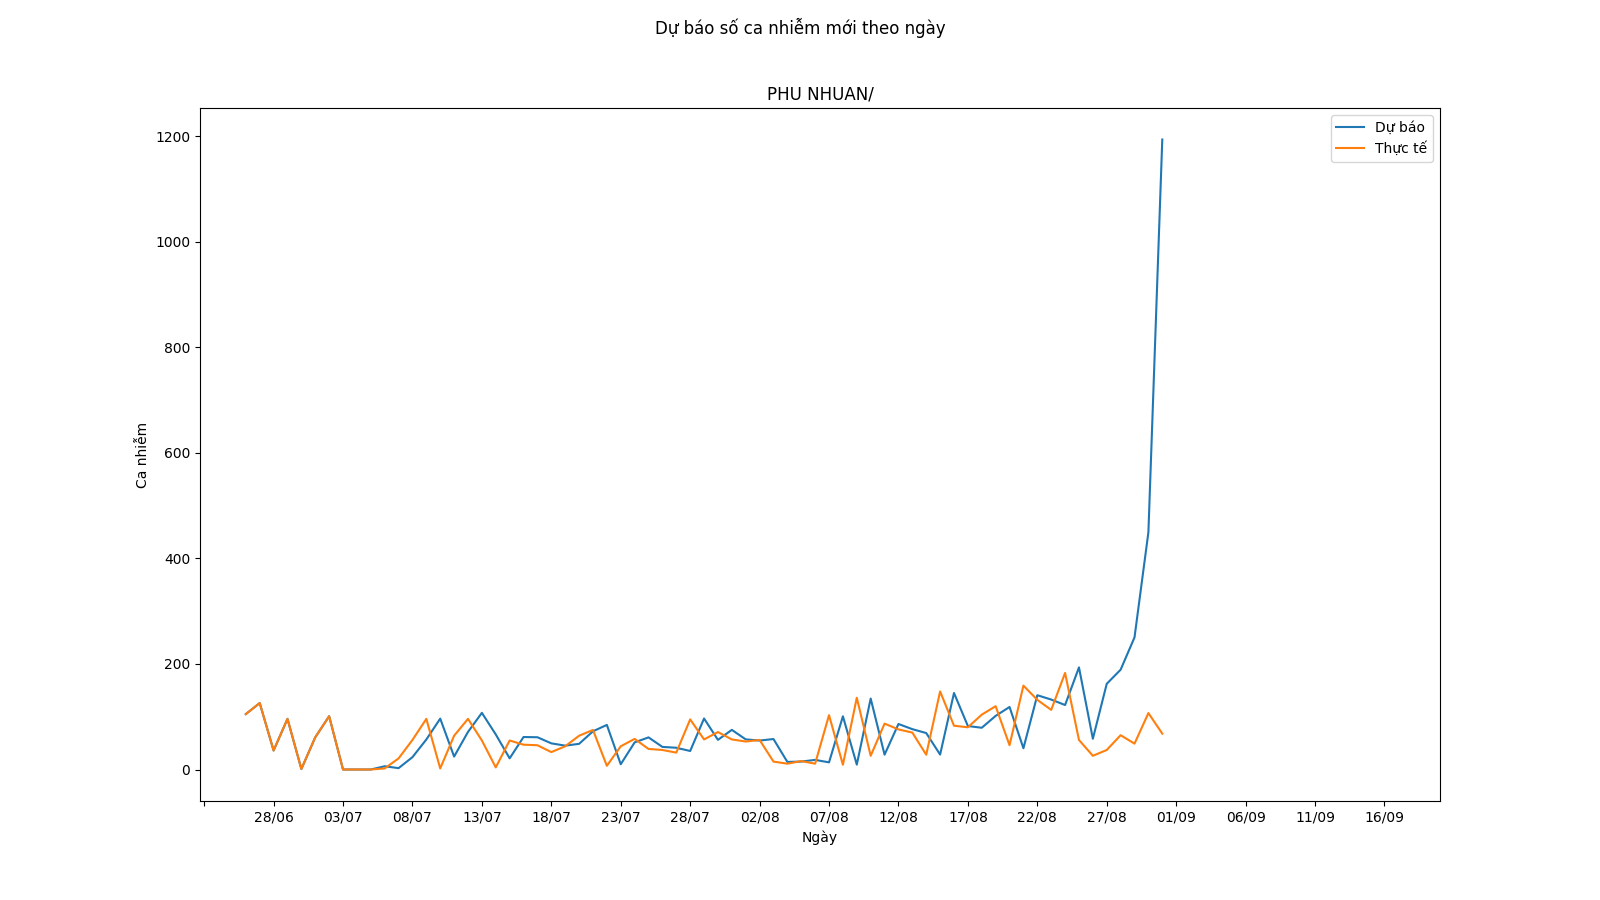 Dự báo số ca nhiễm mới theo ngày
PHU NHUAN/
Dự báo
Thực tế
1200
1000
800
600
400
200
0
Ca nhiễm
28/06 03/07 08/07 13/07 18/07 23/07 28/07 02/08 07/08 12/08 17/08 22/08 27/08 01/09 06/09 11/09 16/09
Ngày